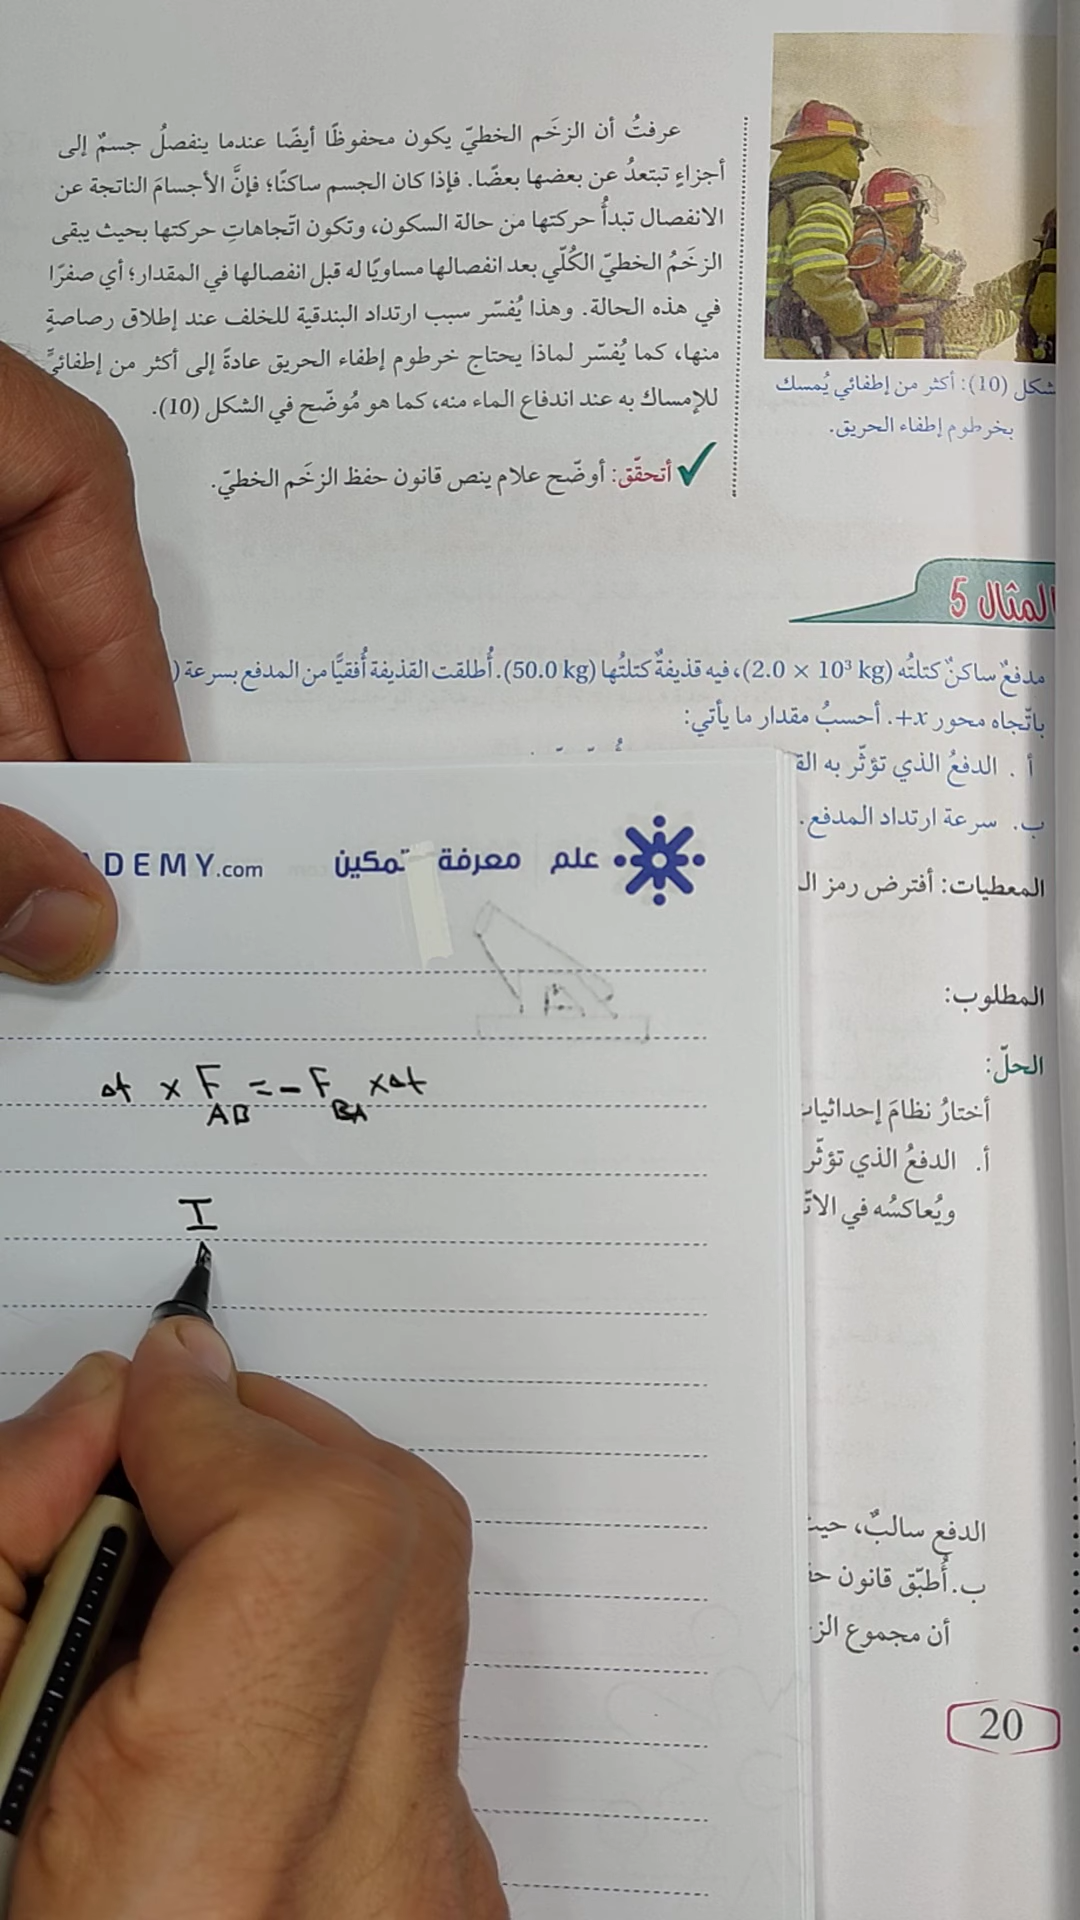 عرفتُ أن الزخَم الخطيّ يكون محفوظًا أيضًا عندما ينفصلُ جسمٌ إلى
أجزاءٍ تبتعدُ عن بعضها بعضًا. فإذا كان الجسم ساكنًا؛ فإنَّ الأجسامَ الناتجة عن
الانفصال تبدأُ حركتها من حالة السكون، وتكون اتّجاهاتِ حركتها بحيث يبقى
الزخَمُ الخطيّ الكُلّي بعد انفصالها مساويًا له قبل انفصالها في المقدار؛ أي صفرًا
في هذه الحالة. وهذا يُفسّر سبب ارتداد البندقية للخلف عند إطلاق رصاصةٍ
منها، كما يُفسّر لماذا يحتاج خرطوم إطفاء الحريق عادةً إلى أكثر من إطفائيٍّ
للإمساك به عند اندفاع الماء منه، كما هو مُوضّح في الشكل (10).
شكل (10): أكثر من إطفائي يُمسك
بخرطوم إطفاء الحريق.
✓ أتحقّق: أوضّح علام ينص قانون حفظ الزخَم الخطيّ.
المثال 5
مدفعٌ ساكنٌ كتلتُه (2.0 × 10³ kg)، فيه قذيفةٌ كتلتُها (50.0 kg). أُطلقت القذيفة أُفقيًّا من المدفع بسرعة (
باتّجاه محور x+. أحسبُ مقدار ما يأتي:
أ . الدفعُ الذي تؤثّر به
ب. سرعة ارتداد المدفع.
DEMY.com علم معرفة تمكين
المعطيات: أفترض رمز
المطلوب:
الحلّ:
Δt × F_AB = - F_BA × Δt
أختارُ نظامَ
أ. الدفعُ الذي تؤثّر
ويُعاكسُه في
I
الدفع سالبٌ،
ب. أُطبّق قانون
أن مجموع
20